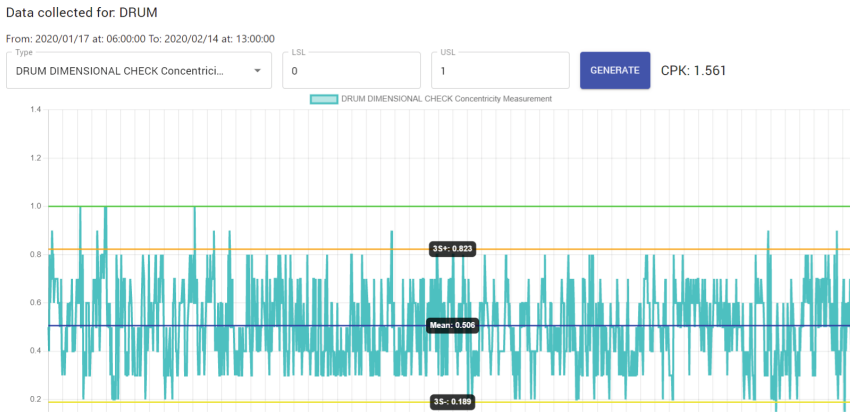 Data collected for: DRUM
From: 2020/01/17 at: 06:00:00 To: 2020/02/14 at: 13:00:00
Type
DRUM DIMENSIONAL CHECK Concentrici...
LSL
0
USL
1
GENERATE
CPK: 1.561
DRUM DIMENSIONAL CHECK Concentricity Measurement
1.4
1.2
1.0
0.8
3S+: 0.823
0.6
Mean: 0.506
0.4
0.2
3S-: 0.189